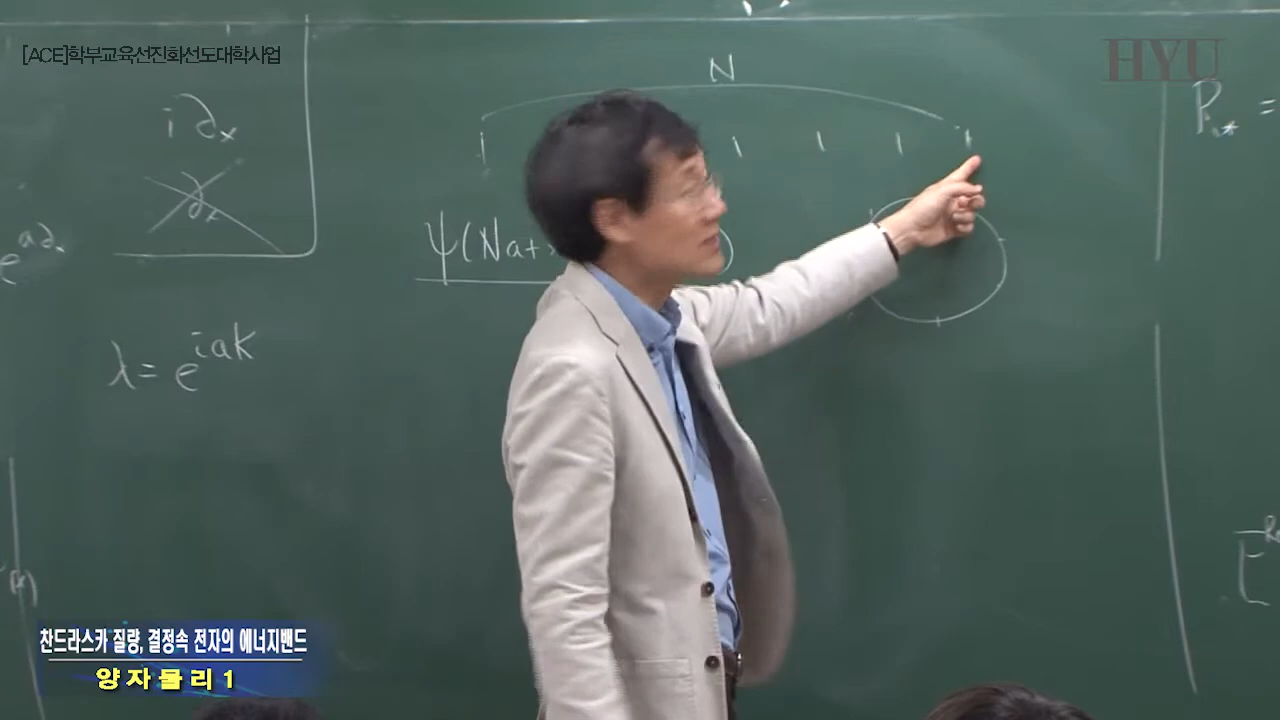 [ACE]학부교육선진화선도대학사업
HYU
N
i∂ₓ
∂ₓ
R* =
ψ(Na+
)
λ = e^{iak}
찬드라스카 질량, 결정속 전자의 에너지밴드
양자물리1